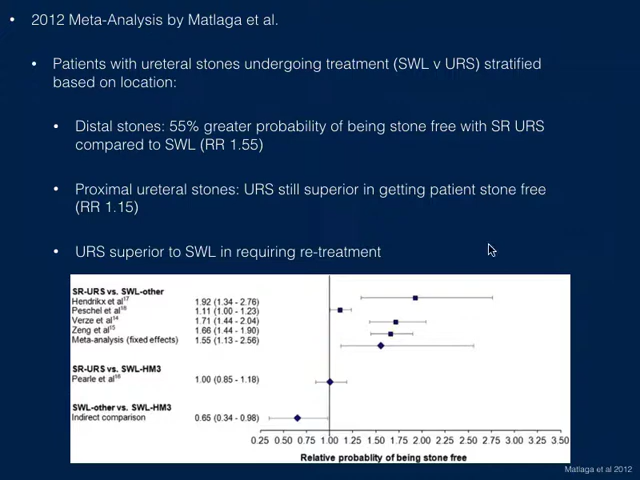 2012 Meta-Analysis by Matlaga et al.
Patients with ureteral stones undergoing treatment (SWL v URS) stratified
based on location:
Distal stones: 55% greater probability of being stone free with SR URS
compared to SWL (RR 1.55)
Proximal ureteral stones: URS still superior in getting patient stone free
(RR 1.15)
URS superior to SWL in requiring re-treatment
SR-URS vs. SWL-other
Hendrikx et al17 1.92 (1.34 - 2.76)
Peschel et al 1.11 (1.00 - 1.23)
Verze et al14 1.71 (1.44 - 2.04)
Zeng et al15 1.66 (1.44 - 1.90)
Meta-analysis (fixed effects) 1.55 (1.13 - 2.56)
SR-URS vs. SWL-HM3
Pearle et al 1.00 (0.85 - 1.18)
SWL-other vs. SWL-HM3
Indirect comparison 0.65 (0.34 - 0.98)
0.25 0.50 0.75 1.00 1.25 1.50 1.75 2.00 2.25 2.50 2.75 3.00 3.25 3.50
Relative probablity of being stone free
Matlaga et al 2012